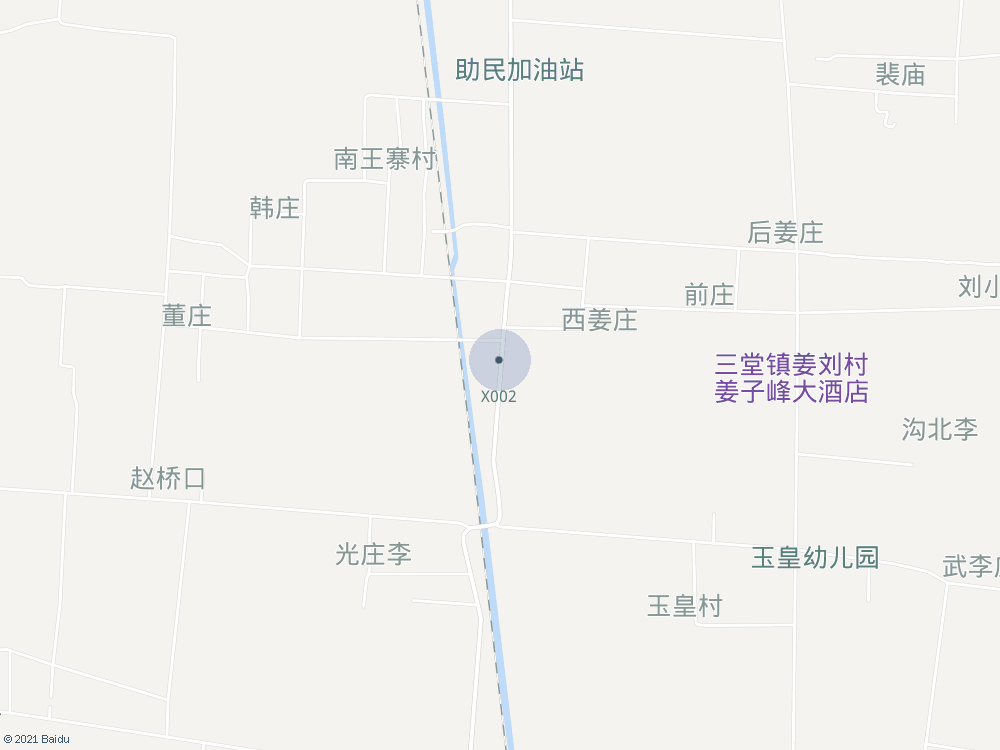 助民加油站
裴庙
南王寨村
韩庄
后姜庄
刘小
前庄
董庄
西姜庄
三堂镇姜刘村
姜子峰大酒店
X002
沟北李
赵桥口
光庄李
玉皇幼儿园
武李庄
玉皇村
© 2021 Baidu